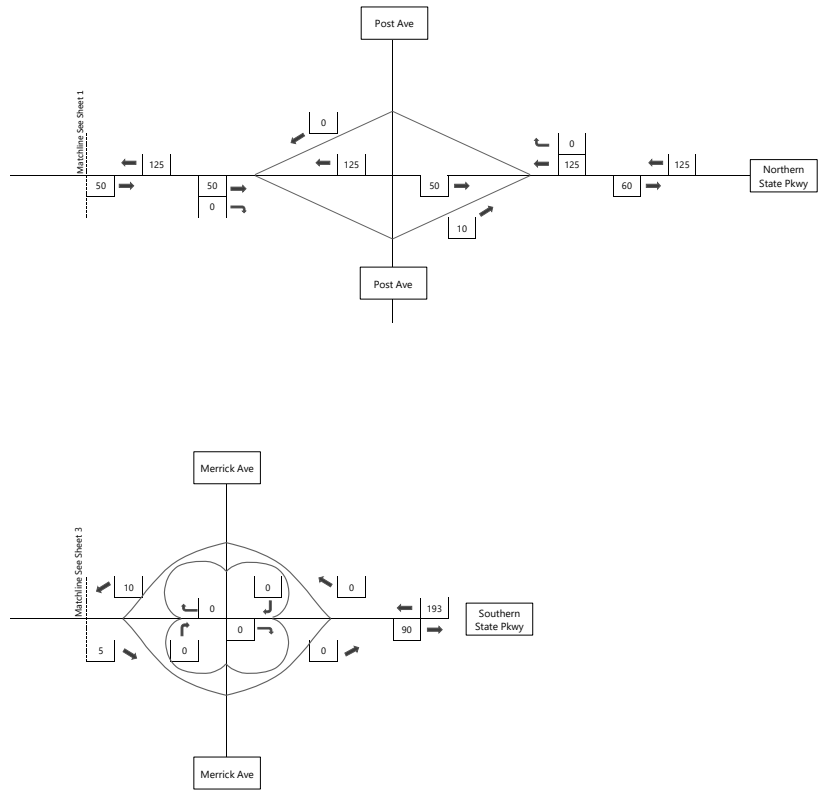 Post Ave
Matchline See Sheet 1
0
0
125
125
125
125
50
50
50
60
Northern
State Pkwy
0
10
Post Ave
Merrick Ave
Matchline See Sheet 3
10
0
0
0
193
Southern
State Pkwy
0
90
5
0
0
Merrick Ave